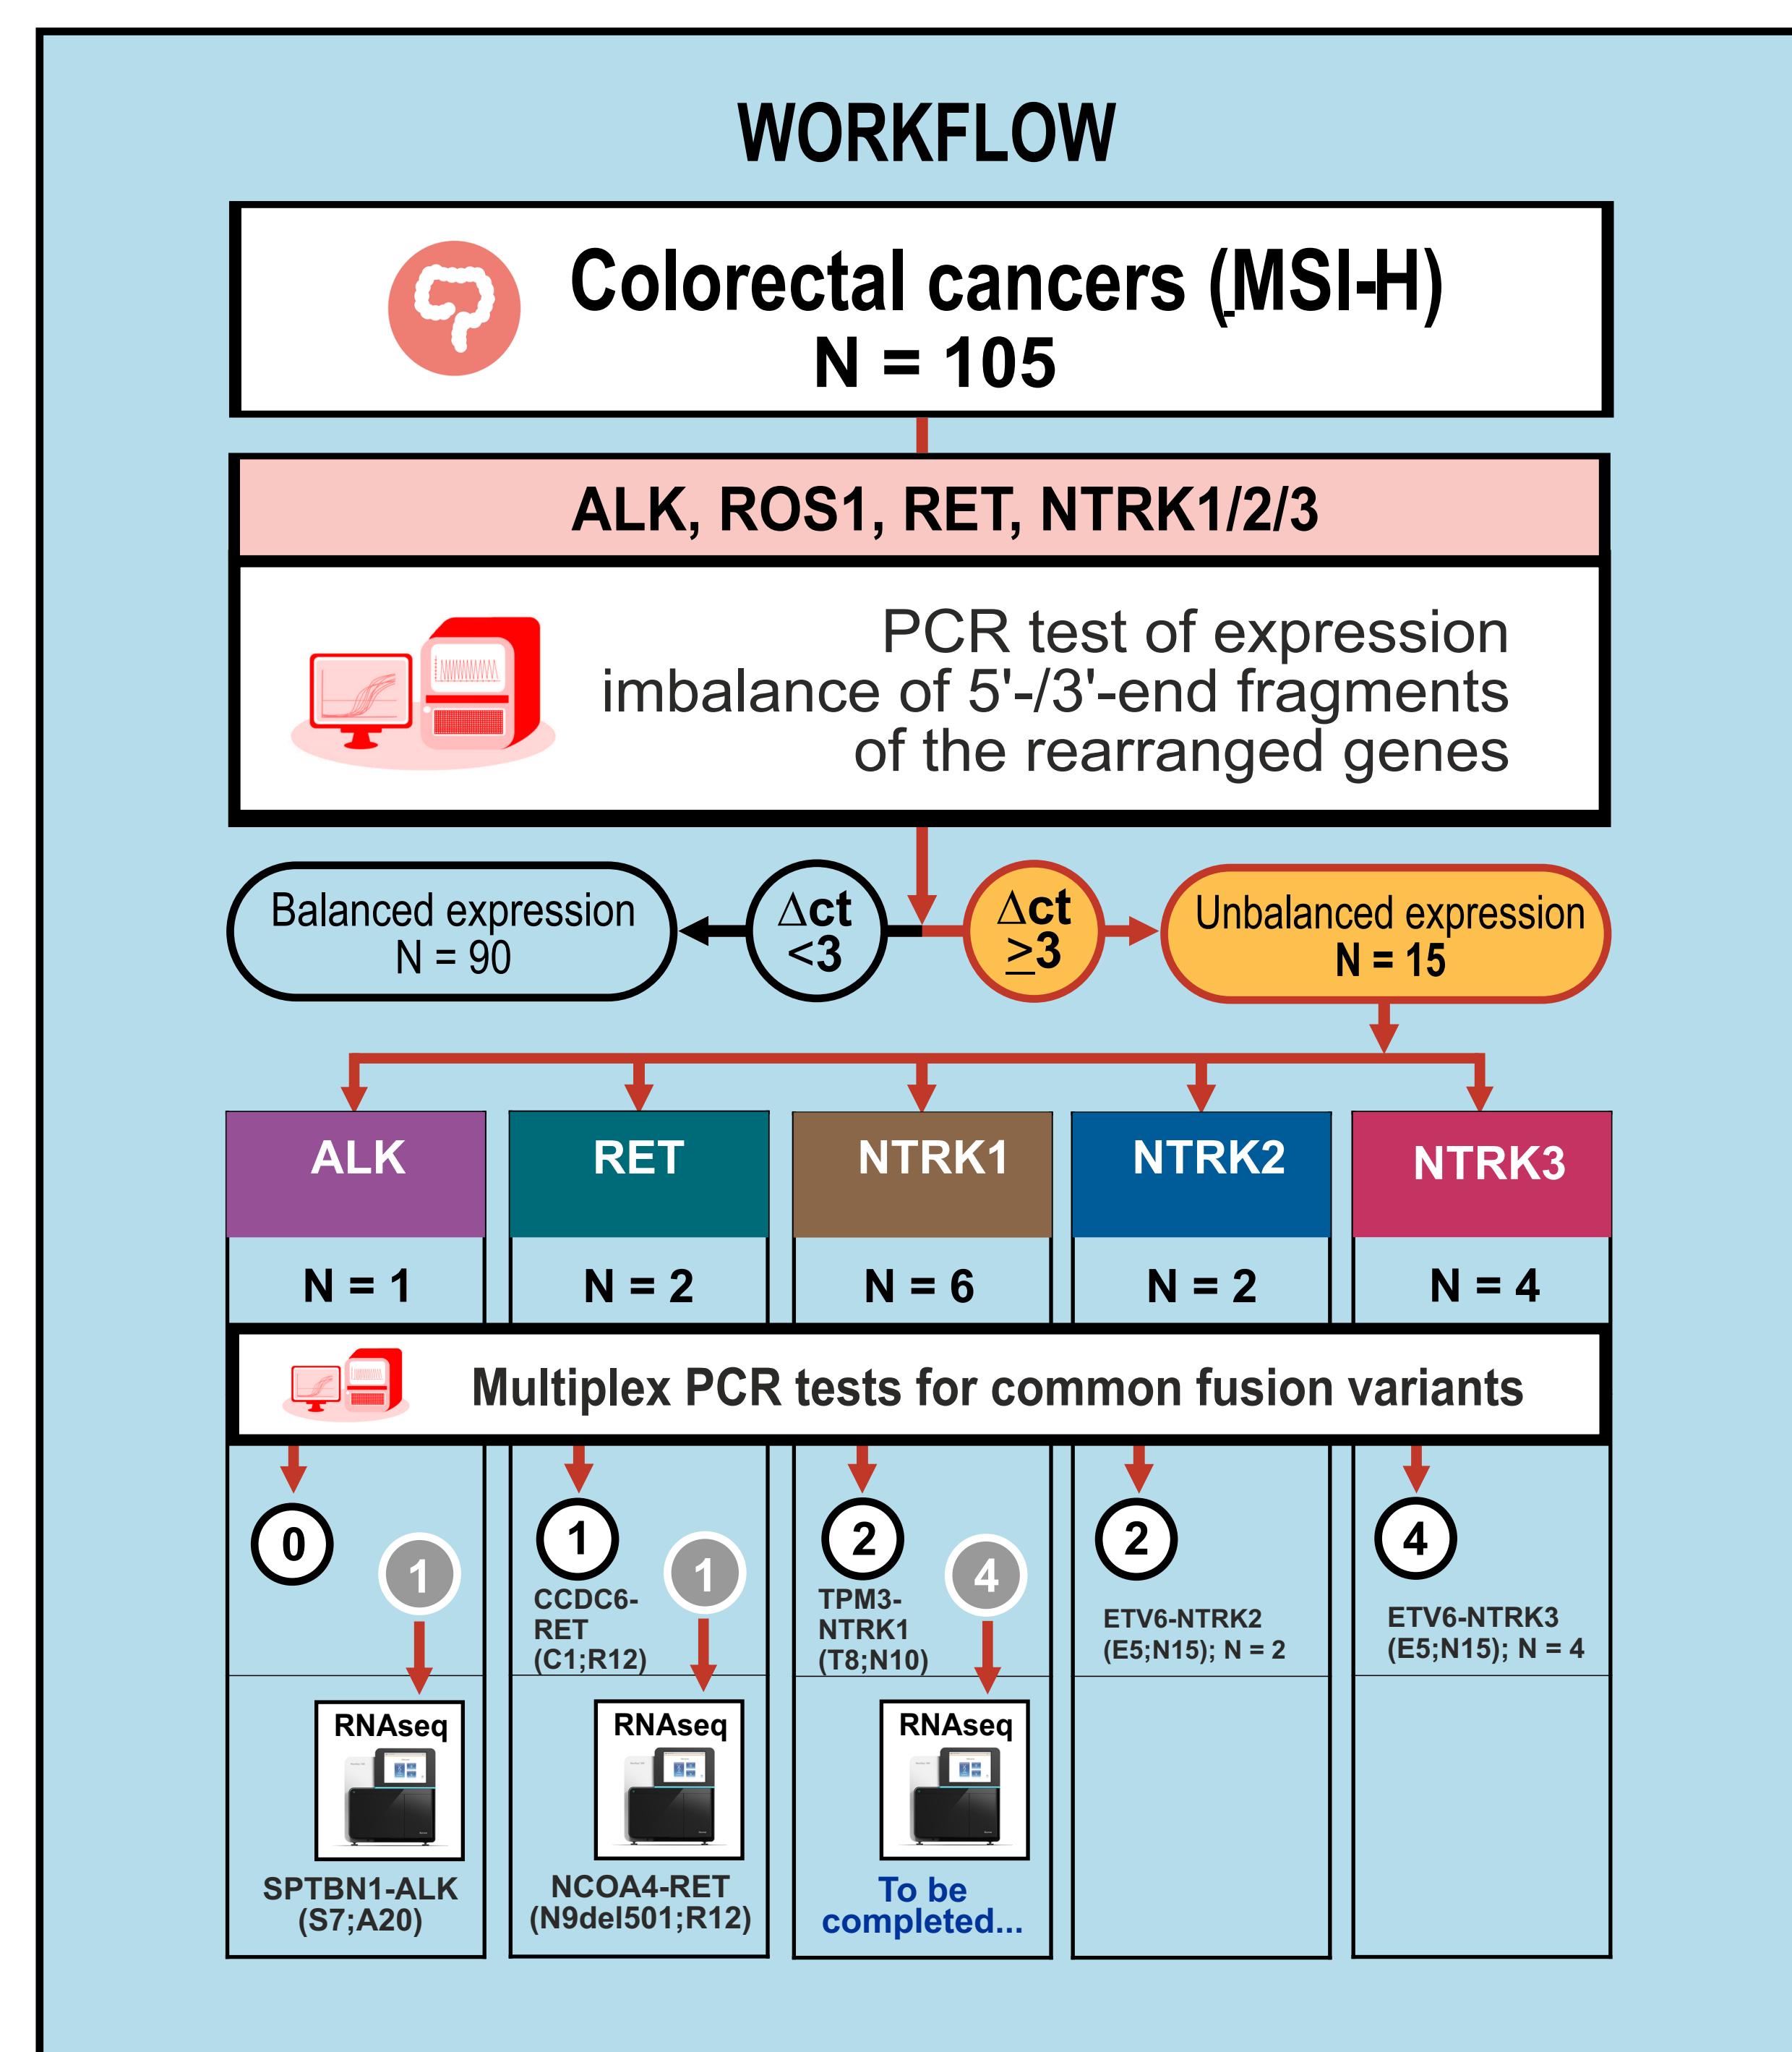 WORKFLOW
Colorectal cancers (MSI-H)
N = 105
ALK, ROS1, RET, NTRK1/2/3
PCR test of expression
imbalance of 5'-/3'-end fragments
of the rearranged genes
Balanced expression
N = 90
Δct
<3
Δct
≥3
Unbalanced expression
N = 15
ALK
RET
NTRK1
NTRK2
NTRK3
N = 1
N = 2
N = 6
N = 2
N = 4
Multiplex PCR tests for common fusion variants
0
1
1
CCDC6-
RET
(C1;R12)
1
2
TPM3-
NTRK1
(T8;N10)
4
2
ETV6-NTRK2
(E5;N15); N = 2
4
ETV6-NTRK3
(E5;N15); N = 4
RNAseq
SPTBN1-ALK
(S7;A20)
RNAseq
NCOA4-RET
(N9del501;R12)
RNAseq
To be
completed...